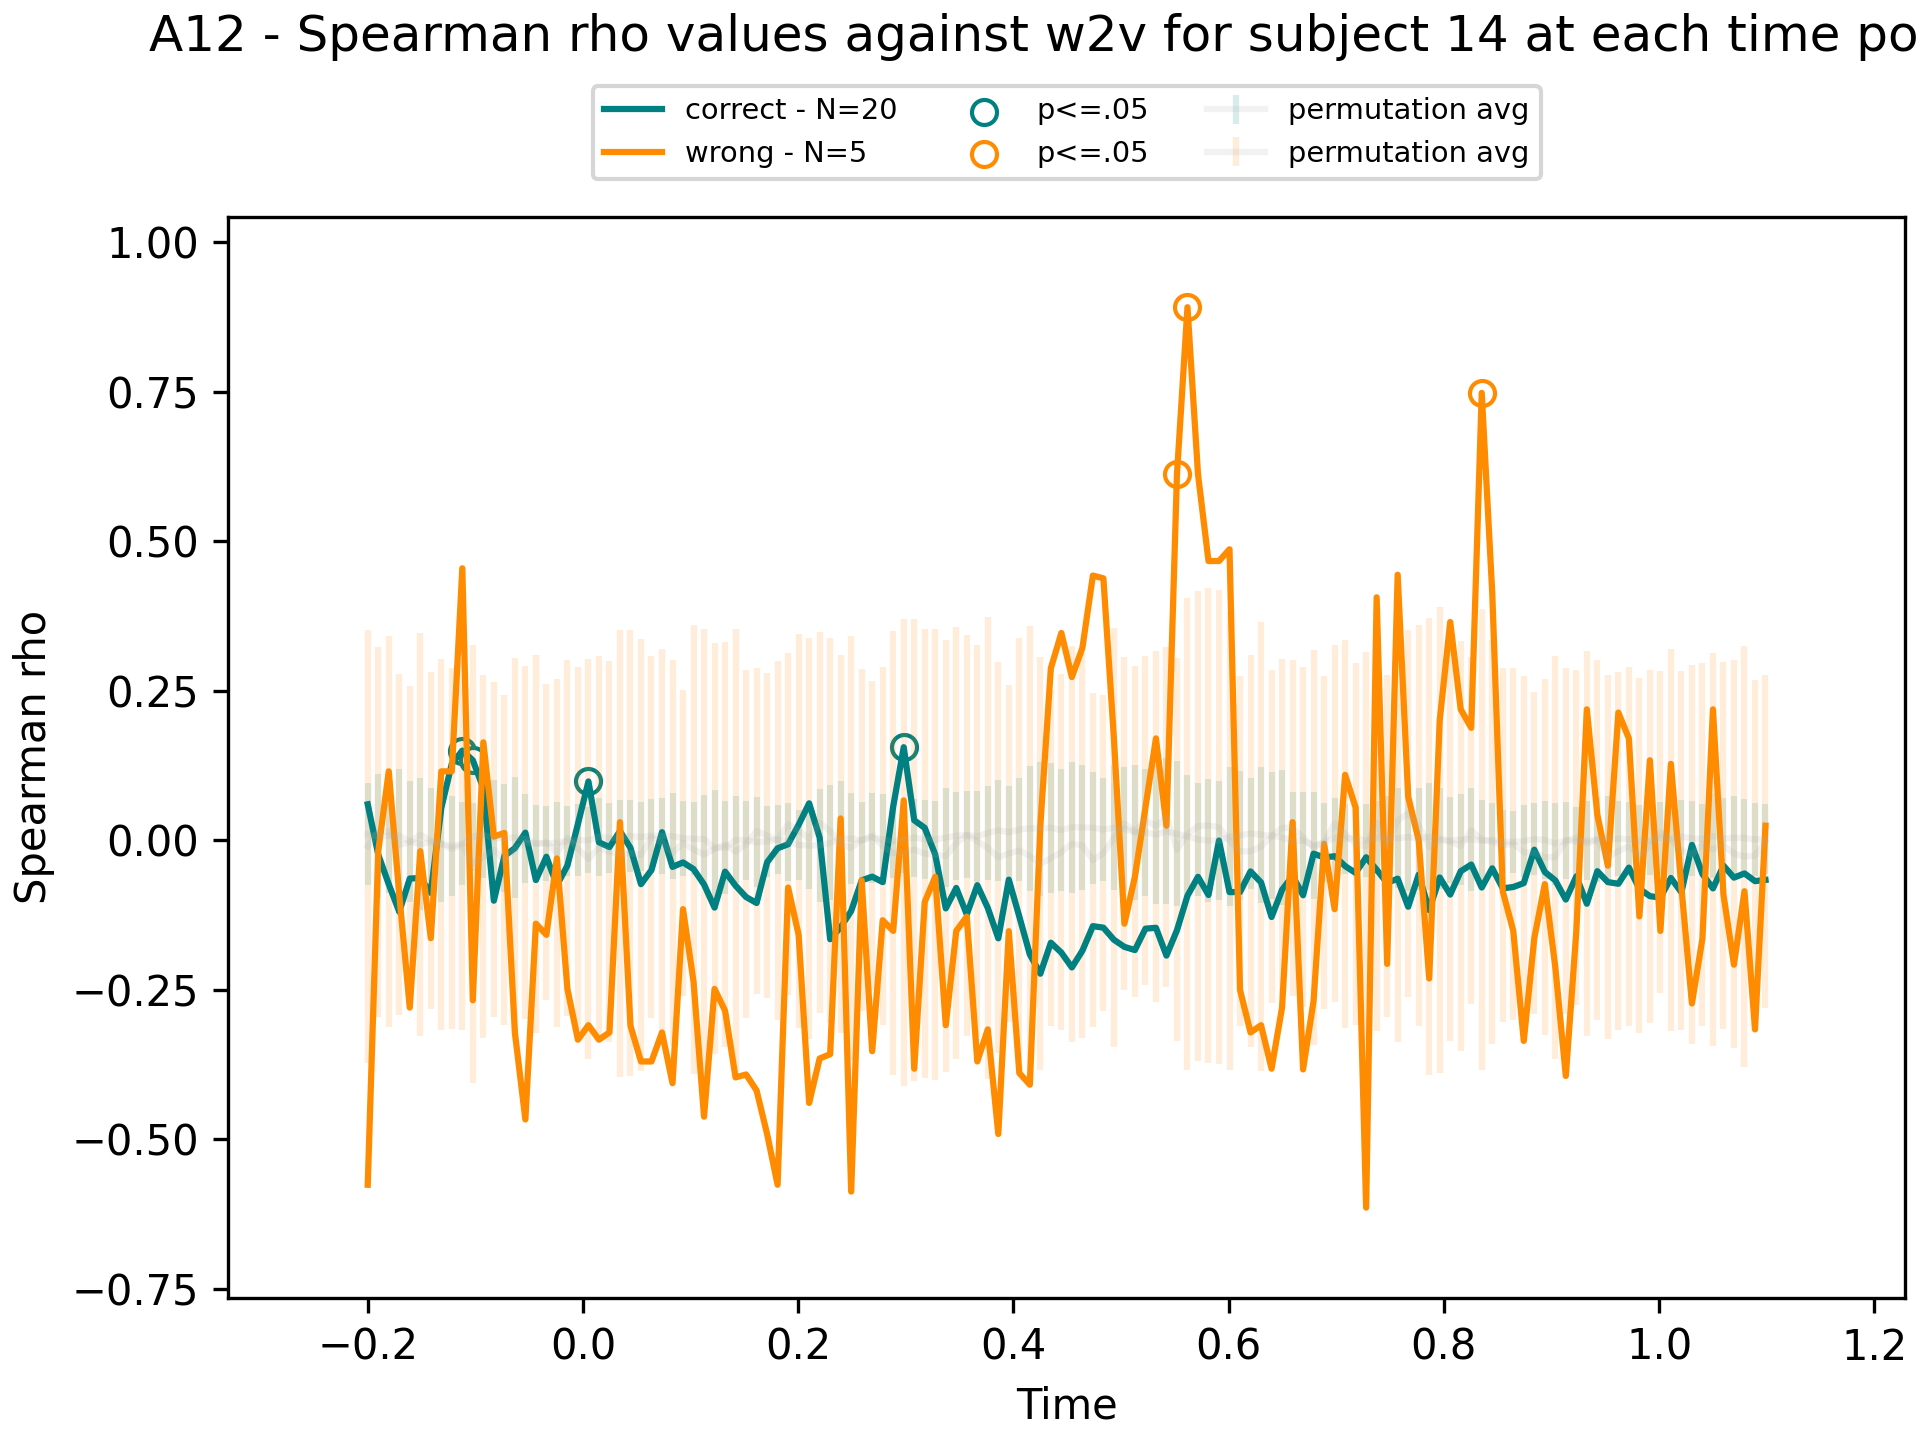 A12 - Spearman rho values against w2v for subject 14 at each time po
correct - N=20 p<=.05 permutation avg
wrong - N=5 p<=.05 permutation avg
1.00
0.75
0.50
0.25
0.00
−0.25
−0.50
−0.75
Spearman rho
−0.2 0.0 0.2 0.4 0.6 0.8 1.0 1.2
Time